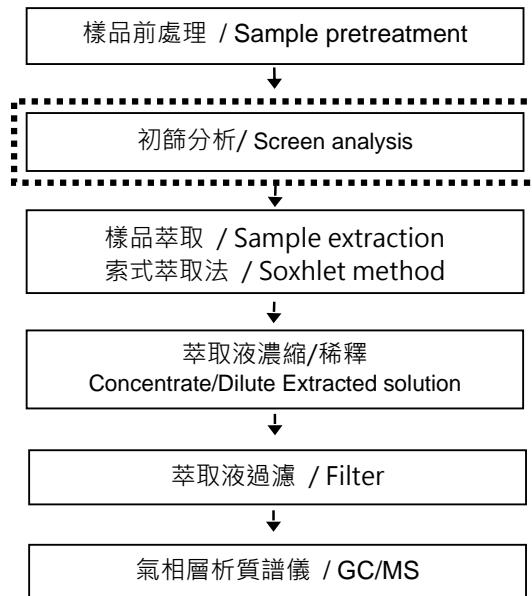 樣品前處理 / Sample pretreatment
初篩分析/ Screen analysis
樣品萃取 / Sample extraction
索式萃取法 / Soxhlet method
萃取液濃縮/稀釋
Concentrate/Dilute Extracted solution
萃取液過濾 / Filter
氣相層析質譜儀 / GC/MS